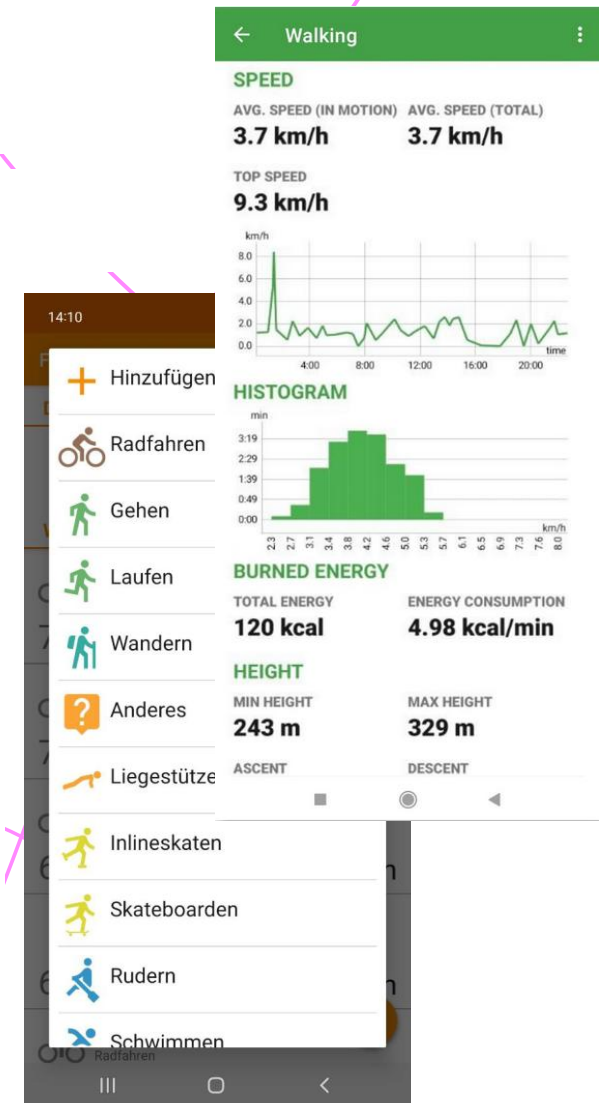 Walking
SPEED
AVG. SPEED (IN MOTION) AVG. SPEED (TOTAL)
3.7 km/h 3.7 km/h
TOP SPEED
9.3 km/h
km/h
8.0
6.0
4.0
2.0
0.0
time
4:00 8:00 12:00 16:00 20:00
HISTOGRAM
min
3:19
2:29
1:39
0:49
0:00
km/h
2.3 2.7 3.1 3.4 3.8 4.2 4.6 5.0 5.3 5.7 6.1 6.5 6.9 7.3 7.6 8.0
BURNED ENERGY
TOTAL ENERGY ENERGY CONSUMPTION
120 kcal 4.98 kcal/min
HEIGHT
MIN HEIGHT MAX HEIGHT
243 m 329 m
ASCENT DESCENT
14:10
Hinzufügen
Radfahren
Gehen
Laufen
Wandern
Anderes
Liegestütze
Inlineskaten
Skateboarden
Rudern
Schwimmen
Radfahren